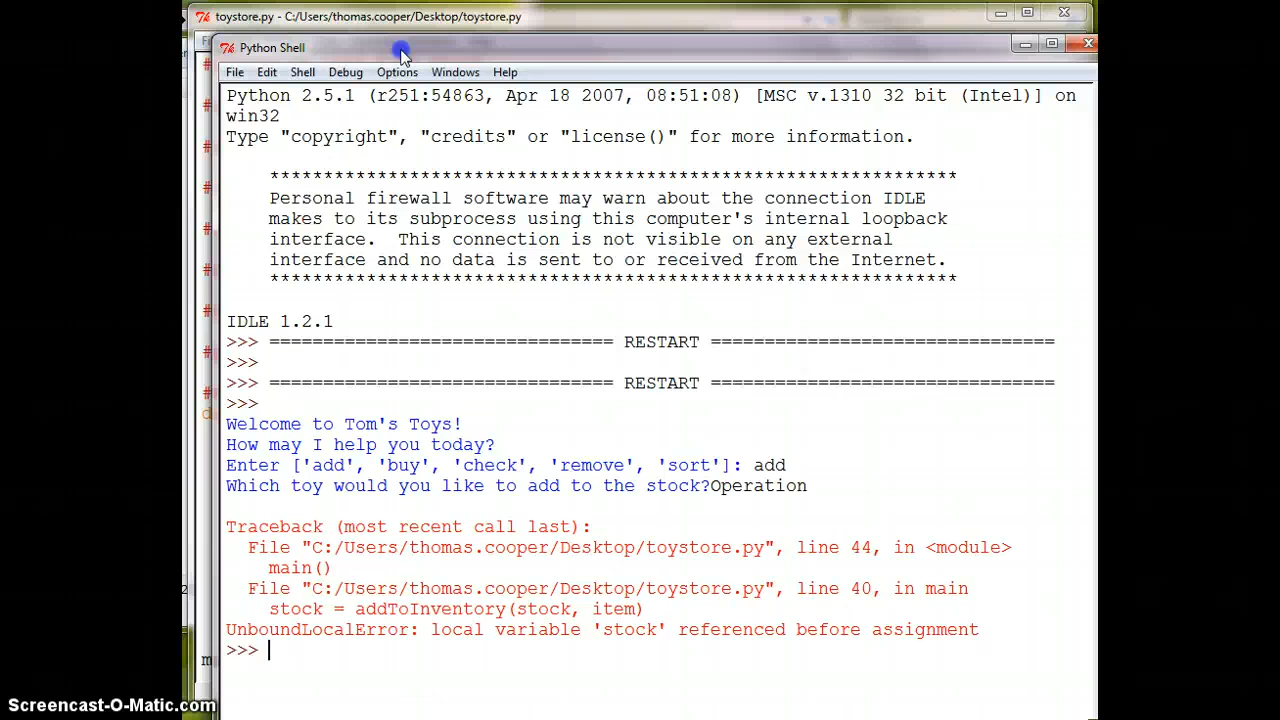 toystore.py - C:/Users/thomas.cooper/Desktop/toystore.py
Python Shell
File Edit Shell Debug Options Windows Help
Python 2.5.1 (r251:54863, Apr 18 2007, 08:51:08) [MSC v.1310 32 bit (Intel)] on
win32
Type "copyright", "credits" or "license()" for more information.
****************************************************************
Personal firewall software may warn about the connection IDLE
makes to its subprocess using this computer's internal loopback
interface.  This connection is not visible on any external
interface and no data is sent to or received from the Internet.
****************************************************************
IDLE 1.2.1
>>> ================================ RESTART ================================
>>>
>>> ================================ RESTART ================================
>>>
Welcome to Tom's Toys!
How may I help you today?
Enter ['add', 'buy', 'check', 'remove', 'sort']: add
Which toy would you like to add to the stock?Operation
Traceback (most recent call last):
File "C:/Users/thomas.cooper/Desktop/toystore.py", line 44, in <module>
main()
File "C:/Users/thomas.cooper/Desktop/toystore.py", line 40, in main
stock = addToInventory(stock, item)
UnboundLocalError: local variable 'stock' referenced before assignment
>>>
Screencast-O-Matic.com